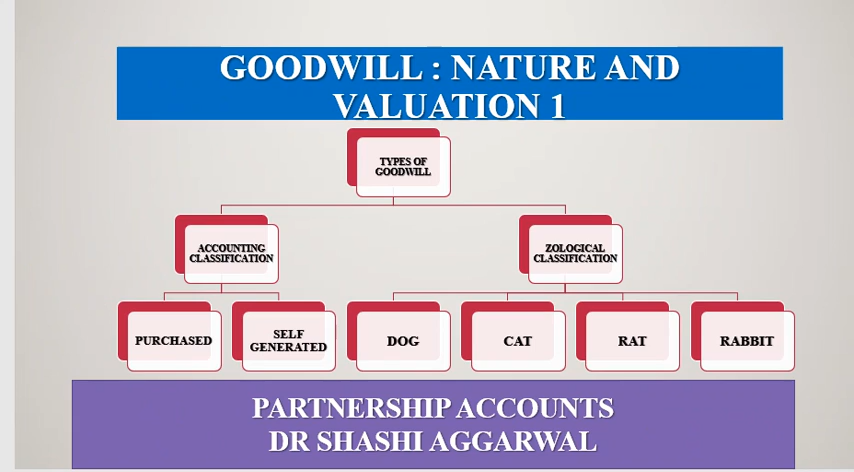 GOODWILL : NATURE AND
VALUATION 1
TYPES OF
GOODWILL
ACCOUNTING
CLASSIFICATION
ZOLOGICAL
CLASSIFICATION
PURCHASED
SELF
GENERATED
DOG
CAT
RAT
RABBIT
PARTNERSHIP ACCOUNTS
DR SHASHI AGGARWAL